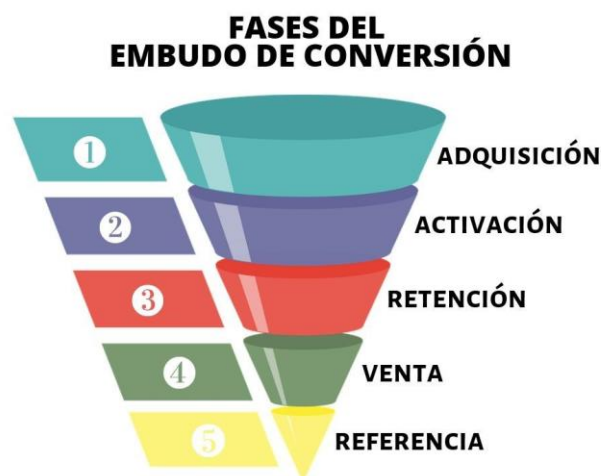 FASES DEL
EMBUDO DE CONVERSIÓN
1 ADQUISICIÓN
2 ACTIVACIÓN
3 RETENCIÓN
4 VENTA
5 REFERENCIA